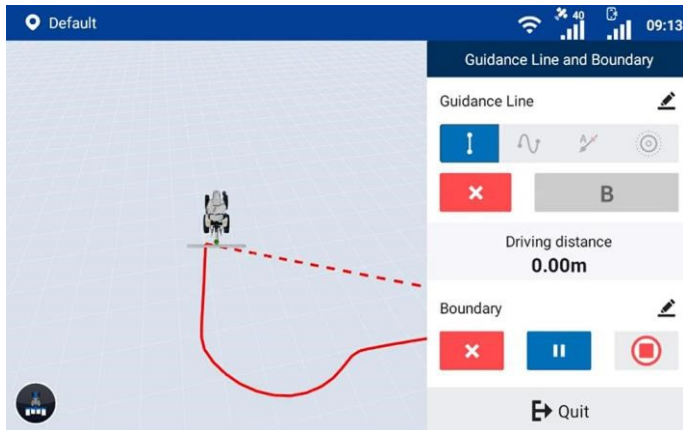 Default
40
09:13
Guidance Line and Boundary
Guidance Line
A
B
Driving distance
0.00m
Boundary
Quit